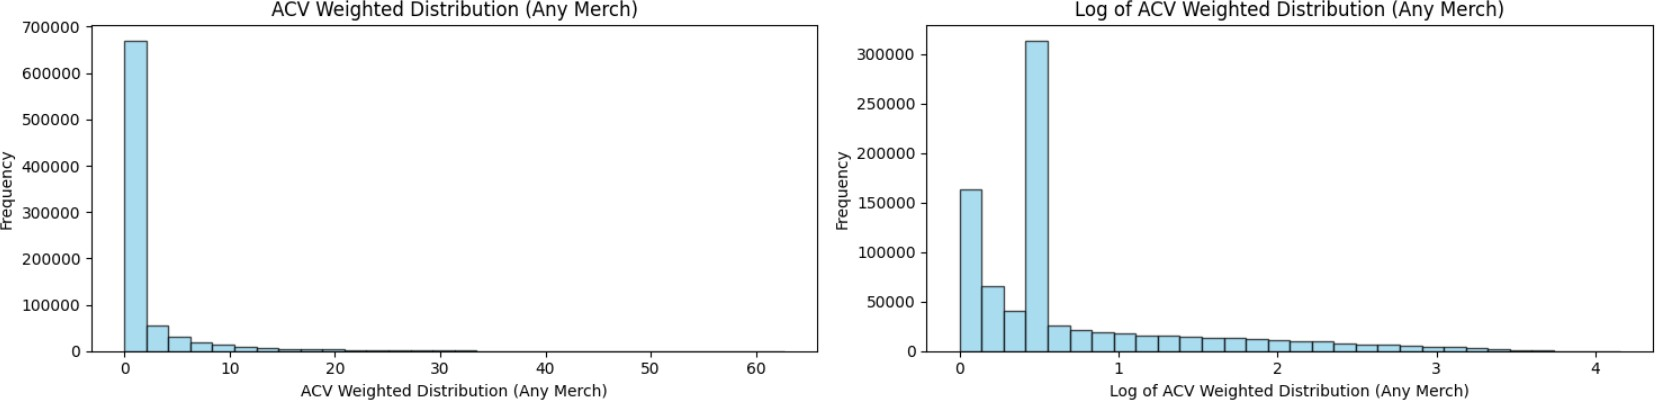 ACV Weighted Distribution (Any Merch)
700000
600000
500000
400000
300000
200000
100000
0
Frequency
0 10 20 30 40 50 60
ACV Weighted Distribution (Any Merch)
Log of ACV Weighted Distribution (Any Merch)
300000
250000
200000
150000
100000
50000
0
Frequency
0 1 2 3 4
Log of ACV Weighted Distribution (Any Merch)